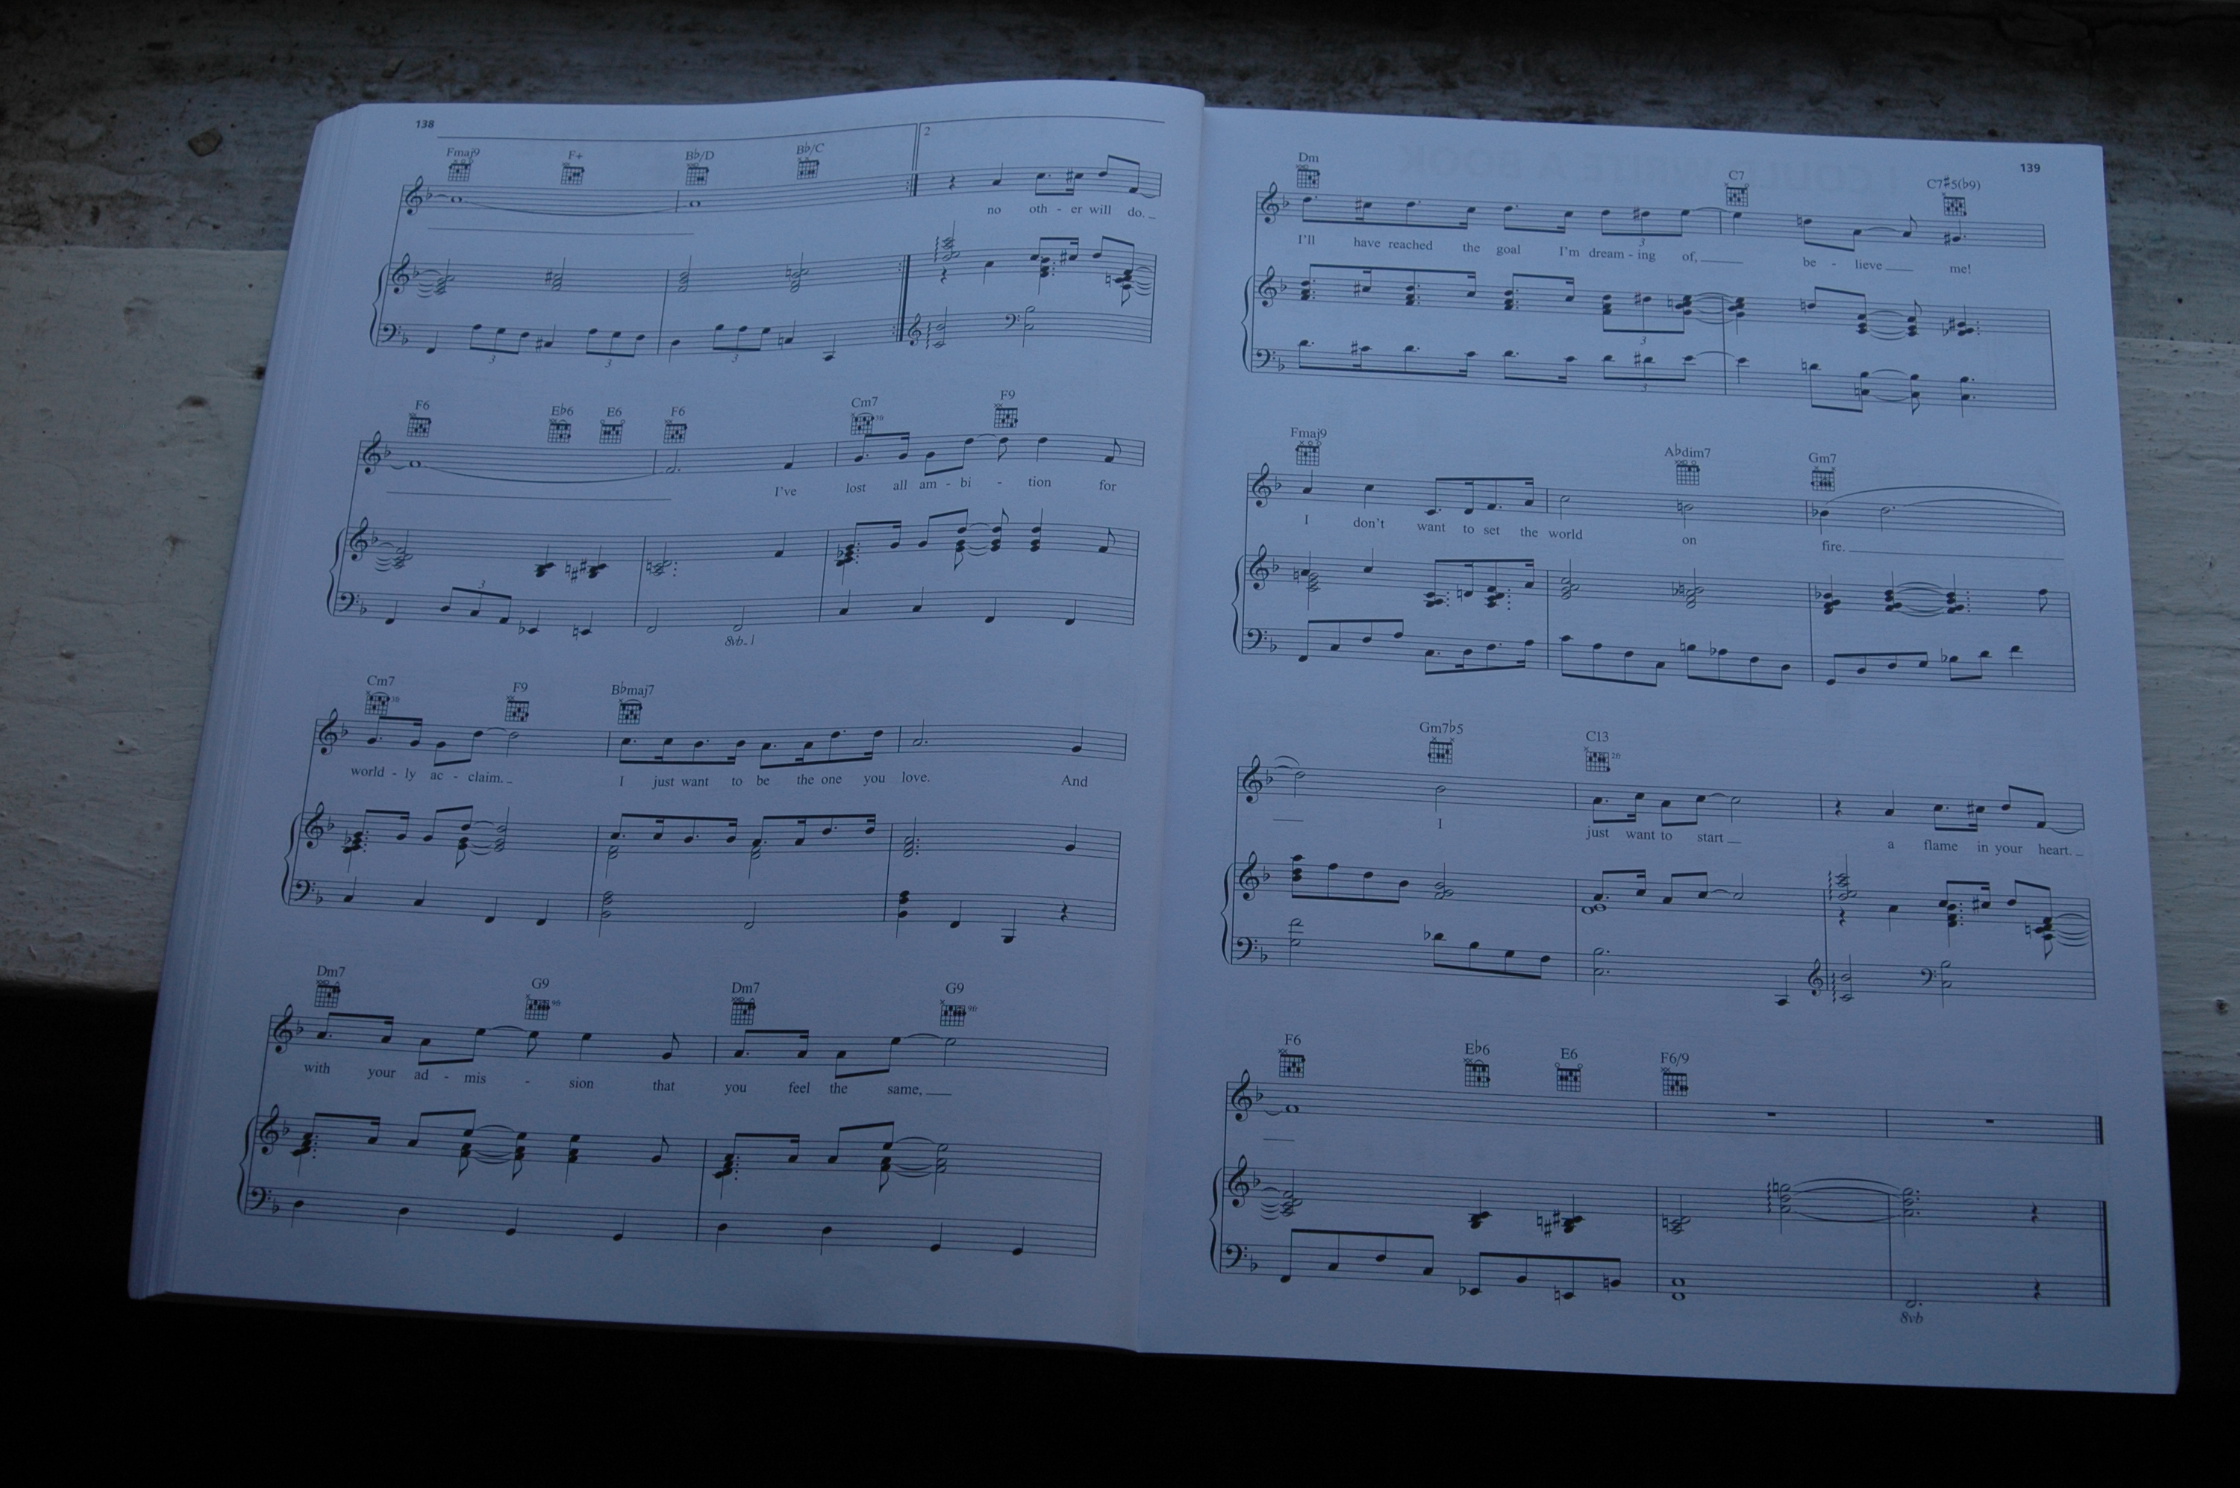 138
2
Fmaj9 F+ B♭/D B♭/C
no oth - er will do.
3 3 3
F6 E♭6 E6 F6 Cm7 F9
I've lost all am - bi - tion for
3
8vb
Cm7 F9 B♭maj7
world - ly ac - claim. I just want to be the one you love. And
Dm7 G9 Dm7 G9
with your ad - mis - sion that you feel the same,
139
Dm C7 C7#5(♭9)
3
I'll have reached the goal I'm dream - ing of, be - lieve me!
3
3
Fmaj9 A♭dim7 Gm7
I don't want to set the world on fire.
Gm7♭5 C13
I just want to start a flame in your heart.
F6 E♭6 E6 F6/9
8vb